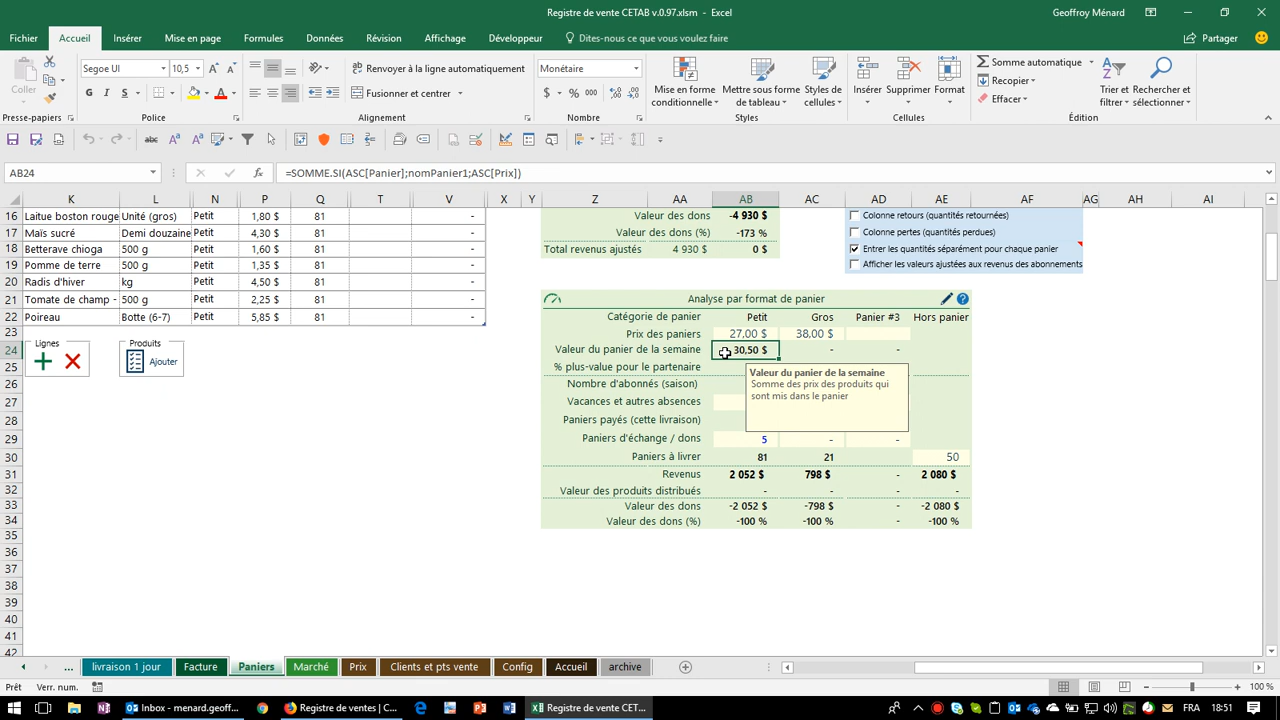 Registre de vente CETAB v.0.97.xlsm - Excel
Geoffroy Ménard
Fichier Accueil Insérer Mise en page Formules Données Révision Affichage Développeur Dites-nous ce que vous voulez faire Partager
Coller
Segoe UI 10,5 A A
G I S A
Renvoyer à la ligne automatiquement
Fusionner et centrer
Monétaire
$ % 000
Mise en forme conditionnelle
Mettre sous forme de tableau
Styles de cellules
Insérer Supprimer Format
Somme automatique
Recopier
Effacer
Trier et filtrer
Rechercher et sélectionner
Presse-papiers Police Alignement Nombre Styles Cellules Édition
AB24 fx =SOMME.SI(ASC[Panier];nomPanier1;ASC[Prix])
K L N P Q T V X Y Z AA AB AC AD AE AF AG AH AI
16 Laitue boston rouge Unité (gros) Petit 1,80 $ 81 -
17 Maïs sucré Demi douzaine Petit 4,30 $ 81 -
18 Betterave chioga 500 g Petit 1,60 $ 81 -
19 Pomme de terre 500 g Petit 1,35 $ 81 -
20 Radis d'hiver kg Petit 4,50 $ 81 -
21 Tomate de champ - 500 g Petit 2,25 $ 81 -
22 Poireau Botte (6-7) Petit 5,85 $ 81 -
Valeur des dons -4 930 $
Valeur des dons (%) -173 %
Total revenus ajustés 4 930 $ 0 $
Colonne retours (quantités retournées)
Colonne pertes (quantités perdues)
Entrer les quantités séparément pour chaque panier
Afficher les valeurs ajustées aux revenus des abonnements
Lignes
Produits
Ajouter
Analyse par format de panier
Catégorie de panier Petit Gros Panier #3 Hors panier
23 Prix des paniers 27,00 $ 38,00 $
24 Valeur du panier de la semaine 30,50 $ - -
25 % plus-value pour le partenaire
26 Nombre d'abonnés (saison)
27 Vacances et autres absences
28 Paniers payés (cette livraison)
29 Paniers d'échange / dons 5 - -
30 Paniers à livrer 81 21 50
31 Revenus 2 052 $ 798 $ - 2 080 $
32 Valeur des produits distribués - - - -
33 Valeur des dons -2 052 $ -798 $ - -2 080 $
34 Valeur des dons (%) -100 % -100 % - -100 %
Valeur du panier de la semaine
Somme des prix des produits qui
sont mis dans le panier
35
36
37
38
39
40
41
42
... livraison 1 jour Facture Paniers Marché Prix Clients et pts vente Config Accueil archive
Prêt Verr. num. 100 %
Inbox - menard.geoff... Registre de ventes | C... Registre de vente CET... FRA 18:51